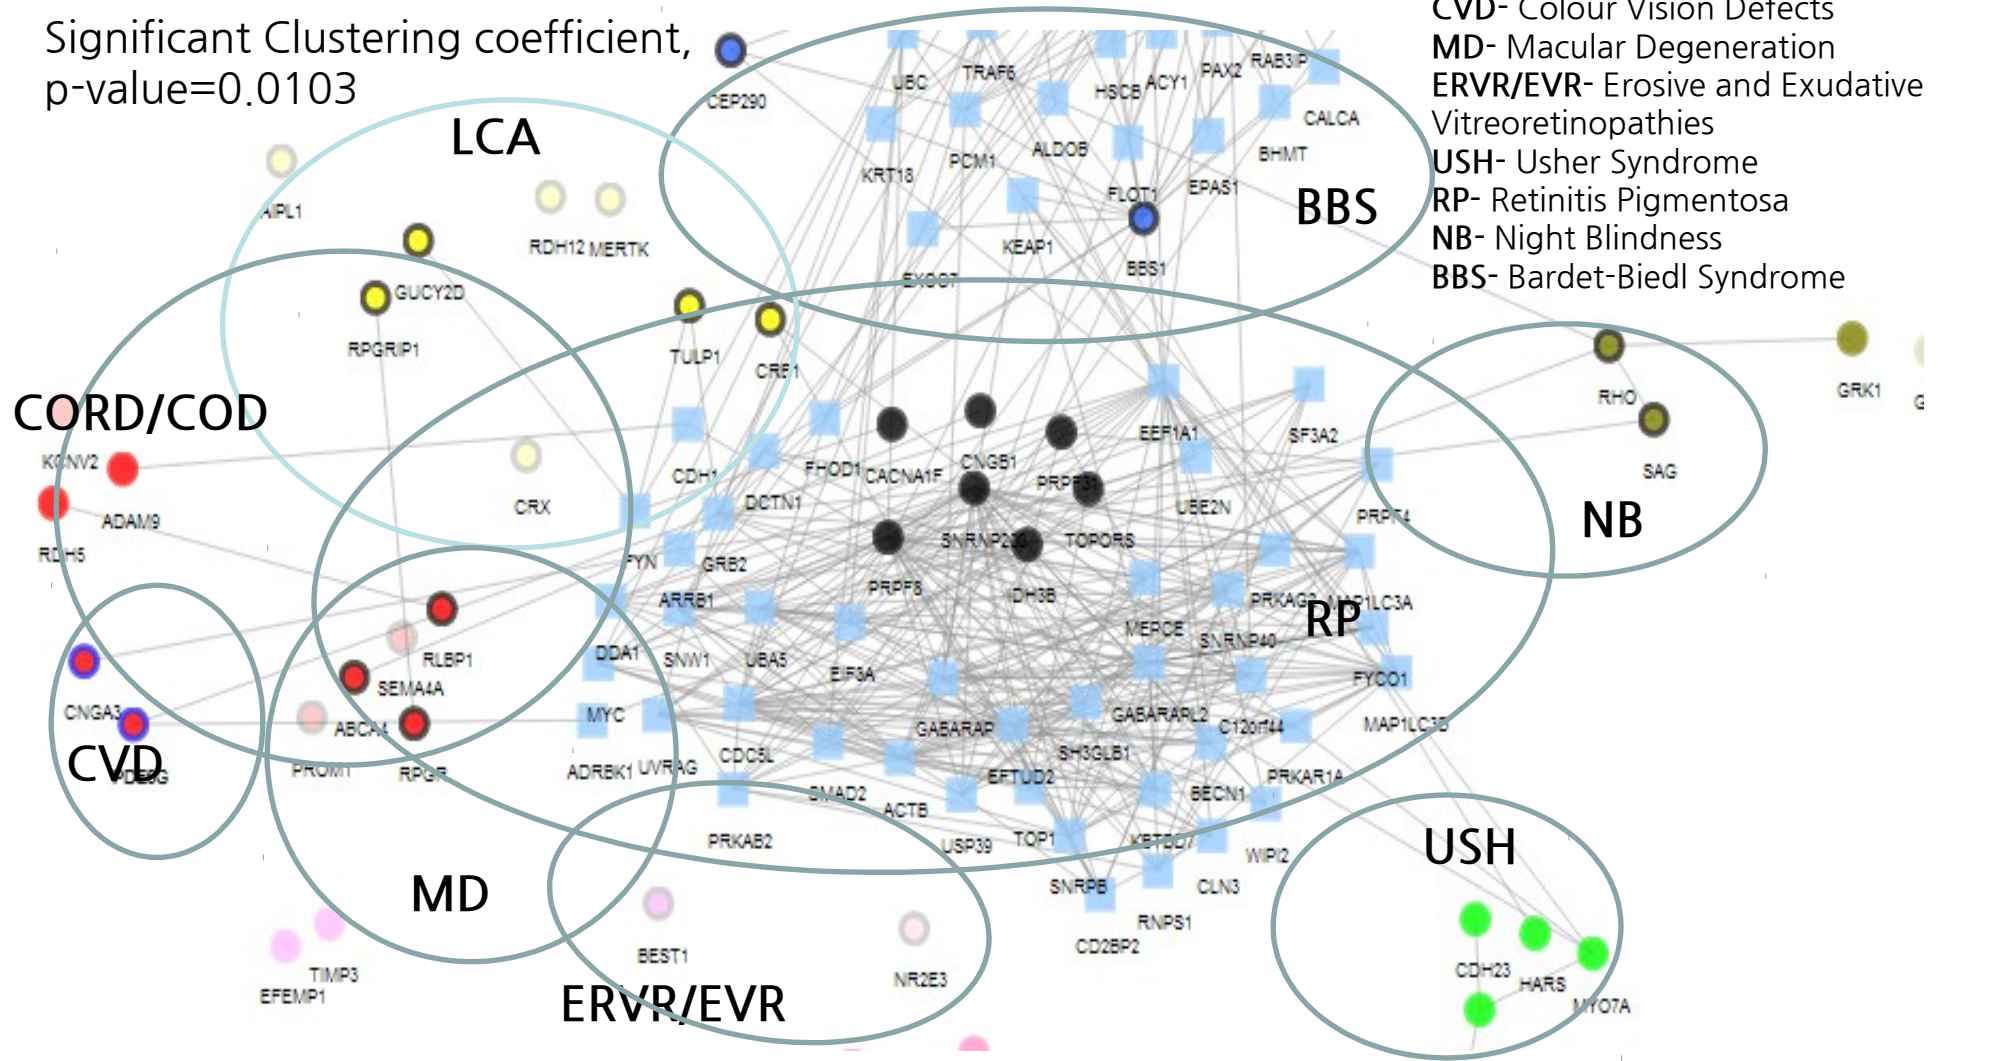 Significant Clustering coefficient,
p-value=0.0103
CVD- Colour Vision Defects
MD- Macular Degeneration
ERVR/EVR- Erosive and Exudative
Vitreoretinopathies
USH- Usher Syndrome
RP- Retinitis Pigmentosa
NB- Night Blindness
BBS- Bardet-Biedl Syndrome
LCA
BBS
CORD/COD
NB
RP
CVD
MD
USH
ERVR/EVR
CEP290
UBC
TRAF6
HSCB
ACY1
PAX2
RAB3IP
CALCA
KRT18
PCM1
ALDOB
BHMT
FLOT1
EPAS1
KEAP1
BBS1
EXOC7
AIPL1
RDH12
MERTK
GUCY2D
RPGRIP1
TULP1
CRB1
RHO
GRK1
G
SAG
KCNV2
ADAM9
RDH5
CRX
CDH1
DCTN1
FHOD1
CACNA1F
CNGB1
PRPF31
EEF1A1
SF3A2
UBE2N
PRPF4
FYN
GRB2
SNRNP200
TOPORS
PRPF8
IDH3B
ARRB1
PRKAG2
MAP1LC3A
MEPCE
SNRNP40
DDA1
SNW1
UBA5
EIF3A
FYCO1
RLBP1
SEMA4A
CNGA3
PDE6G
ABCA4
PROM1
RPGR
MYC
ADRBK1
UVRAG
CDC5L
GABARAP
GABARAPL2
C12orf44
MAP1LC3B
SH3GLB1
EFTUD2
PRKAR1A
SMAD2
ACTB
BECN1
PRKAB2
USP39
TOP1
KBTBD7
WIPI2
SNRPB
CLN3
RNPS1
CD2BP2
BEST1
NR2E3
TIMP3
EFEMP1
CDH23
HARS
MYO7A